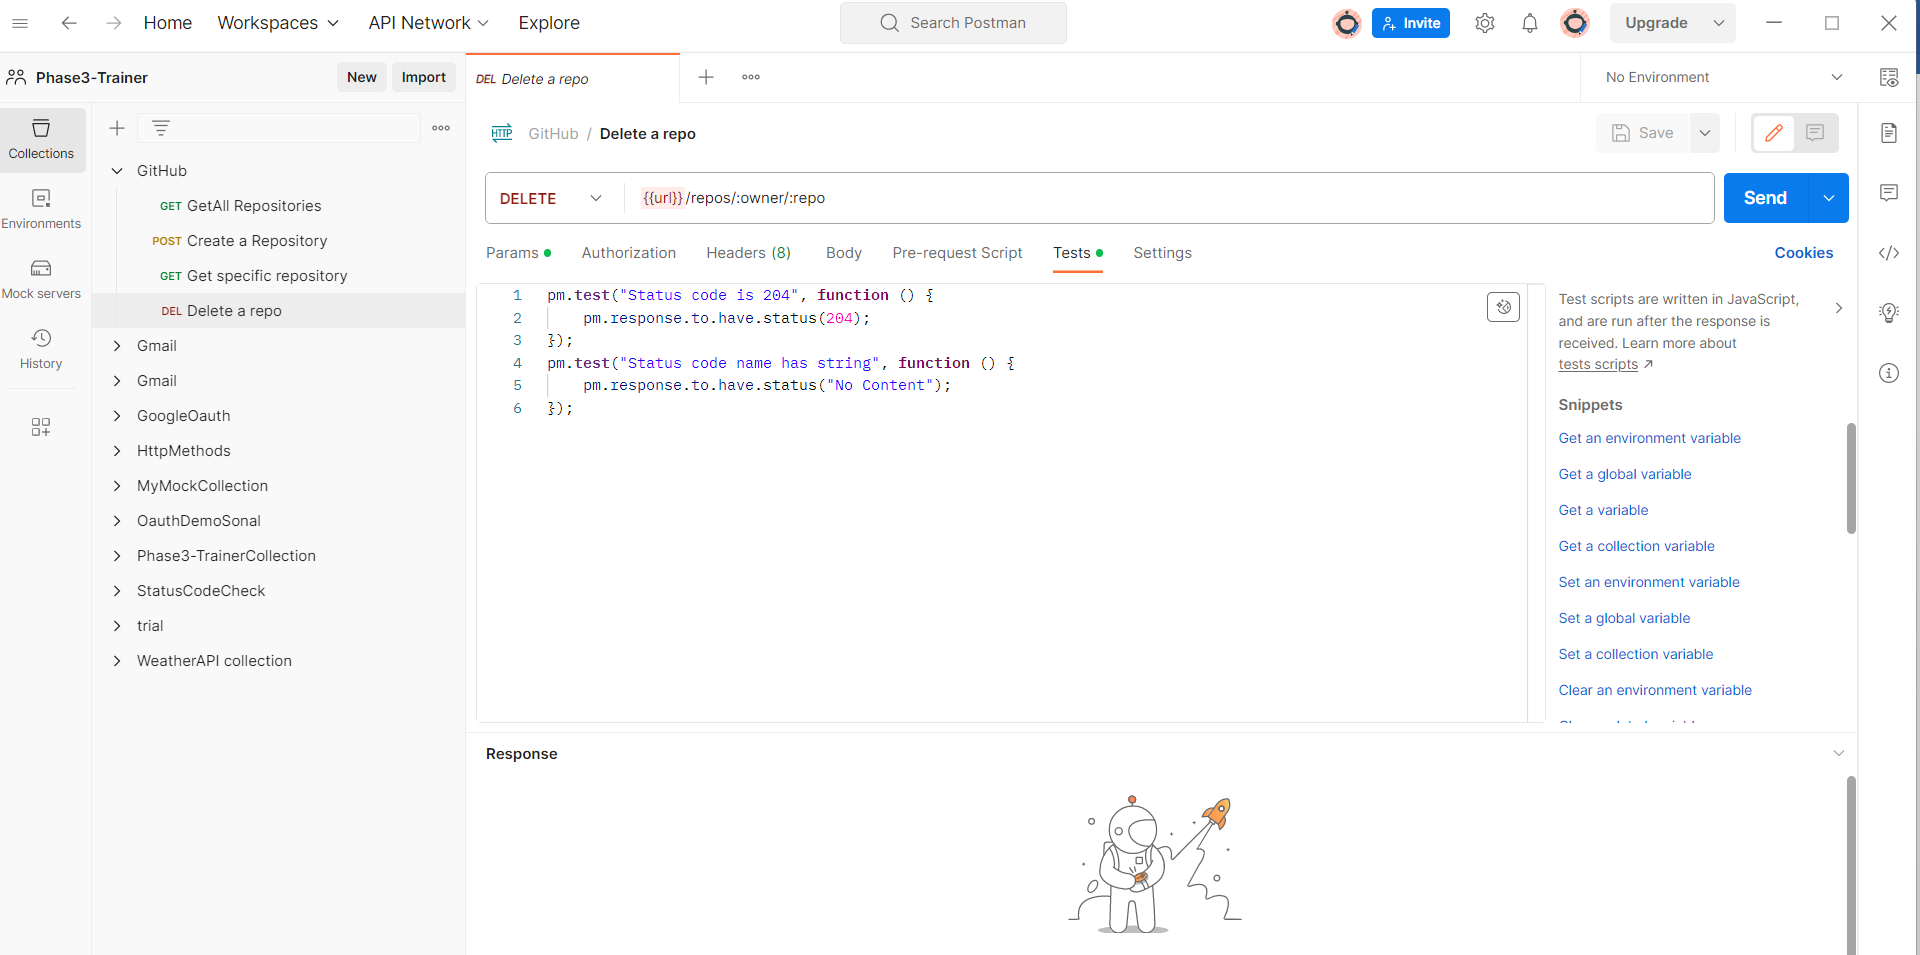 Home Workspaces API Network Explore Search Postman Invite Upgrade
Phase3-Trainer New Import
DEL Delete a repo
No Environment
Collections
Environments
Mock servers
History
GitHub
GET GetAll Repositories
POST Create a Repository
GET Get specific repository
DEL Delete a repo
Gmail
Gmail
GoogleOauth
HttpMethods
MyMockCollection
OauthDemoSonal
Phase3-TrainerCollection
StatusCodeCheck
trial
WeatherAPI collection
HTTP GitHub / Delete a repo
Save
DELETE {{url}}/repos/:owner/:repo
Send
Params Authorization Headers (8) Body Pre-request Script Tests Settings Cookies
1 pm.test("Status code is 204", function () {
2 pm.response.to.have.status(204);
3 });
4 pm.test("Status code name has string", function () {
5 pm.response.to.have.status("No Content");
6 });
Test scripts are written in JavaScript,
and are run after the response is
received. Learn more about
tests scripts ↗
Snippets
Get an environment variable
Get a global variable
Get a variable
Get a collection variable
Set an environment variable
Set a global variable
Set a collection variable
Clear an environment variable
Response